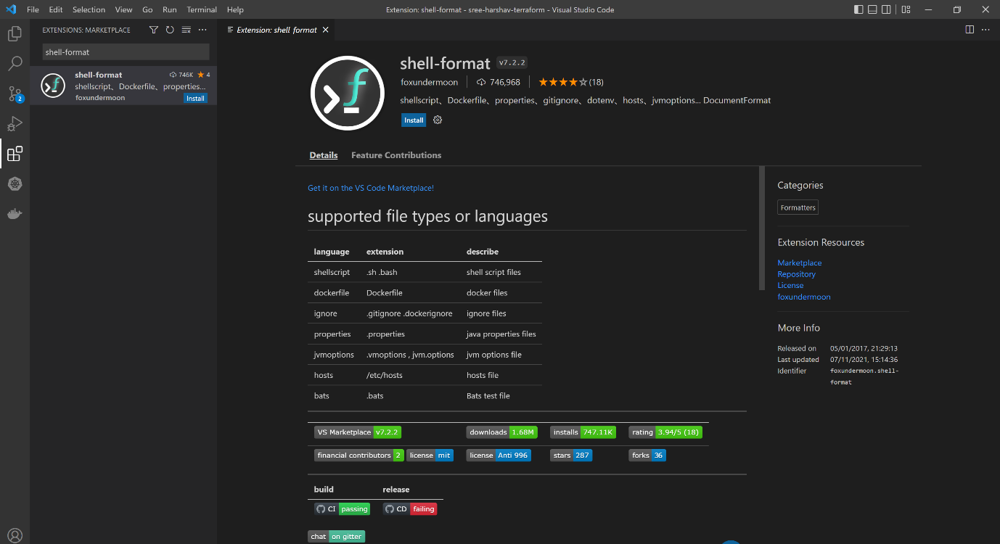 File Edit Selection View Go Run Terminal Help Extension: shell-format - sree-harshav-terraform - Visual Studio Code
EXTENSIONS: MARKETPLACE
shell-format
shell-format 746K ★ 4
shellscript、Dockerfile、properties...
foxundermoon Install
2
Extension: shell-format
shell-format v7.2.2
foxundermoon 746,968 ★★★★☆(18)
shellscript、Dockerfile、properties、gitignore、dotenv、hosts、jvmoptions... DocumentFormat
Install
Details Feature Contributions
Get it on the VS Code Marketplace!
supported file types or languages
language extension describe
shellscript .sh .bash shell script files
dockerfile Dockerfile docker files
ignore .gitignore .dockerignore ignore files
properties .properties java properties files
jvmoptions .vmoptions , jvm.options jvm options file
hosts /etc/hosts hosts file
bats .bats Bats test file
VS Marketplace v7.2.2 downloads 1.68M installs 747.11K rating 3.94/5 (18)
financial contributors 2 license mit license Anti 996 stars 287 forks 36
build release
CI passing CD failing
chat on gitter
Categories
Formatters
Extension Resources
Marketplace
Repository
License
foxundermoon
More Info
Released on 05/01/2017, 21:29:13
Last updated 07/11/2021, 15:14:36
Identifier foxundermoon.shell-
format